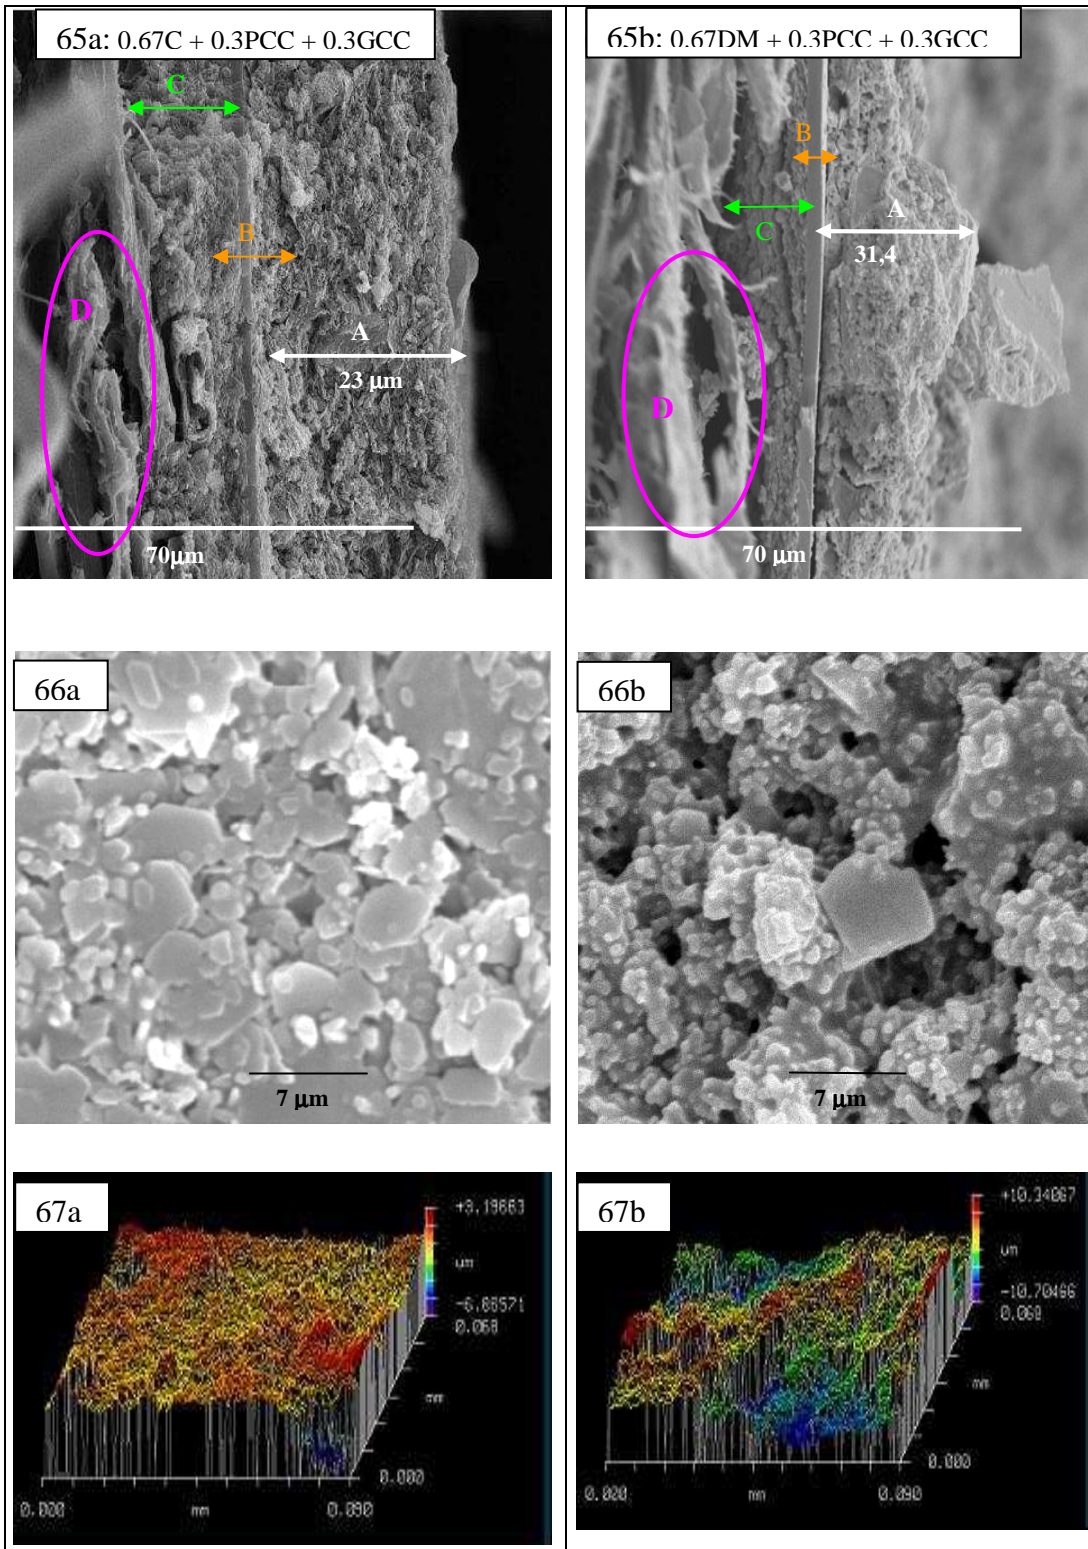 65a: 0.67C + 0.3PCC + 0.3GCC
C
B
D
A
23 µm
70µm
65b: 0.67DM + 0.3PCC + 0.3GCC
B
C
A
31,4
D
70 µm
66a
7 µm
66b
7 µm
67a
+3.19663
um
-6.88571
0.068
mm
0.000
0.000
mm
0.090
67b
+10.34067
um
-10.70466
0.068
mm
0.000
0.000
mm
0.090